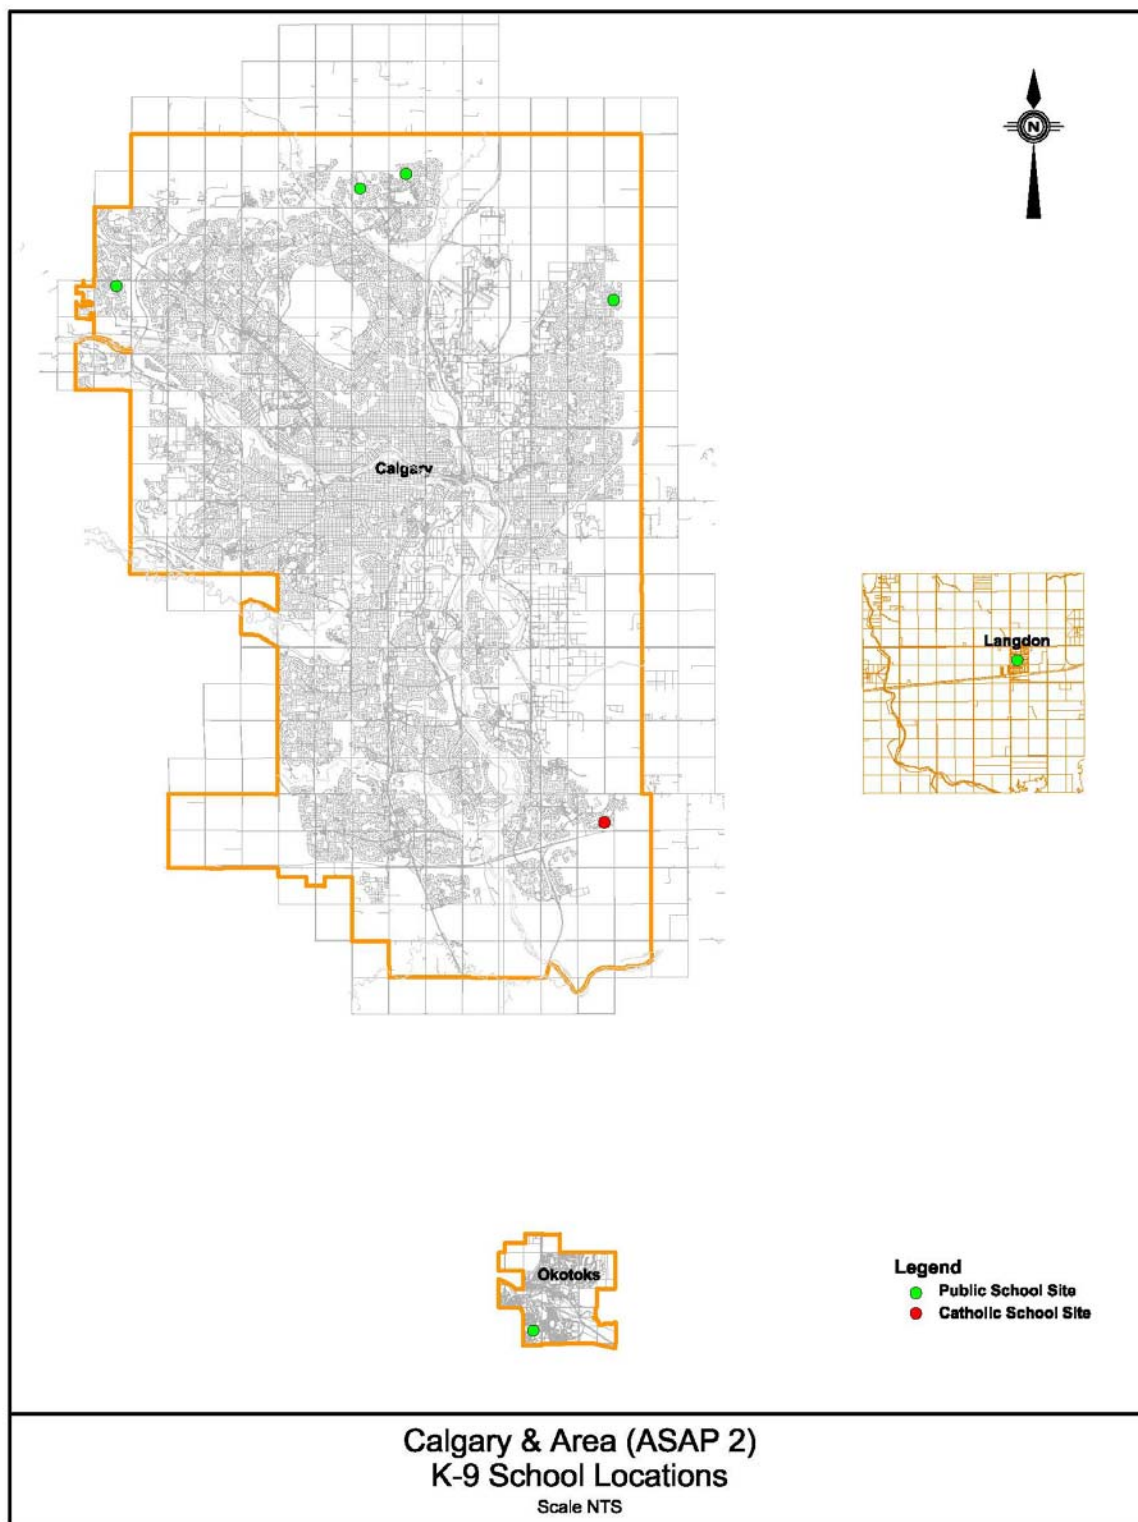 N
Calgary
Langdon
Okotoks
Legend
Public School Site
Catholic School Site
Calgary & Area (ASAP 2)
K-9 School Locations
Scale NTS